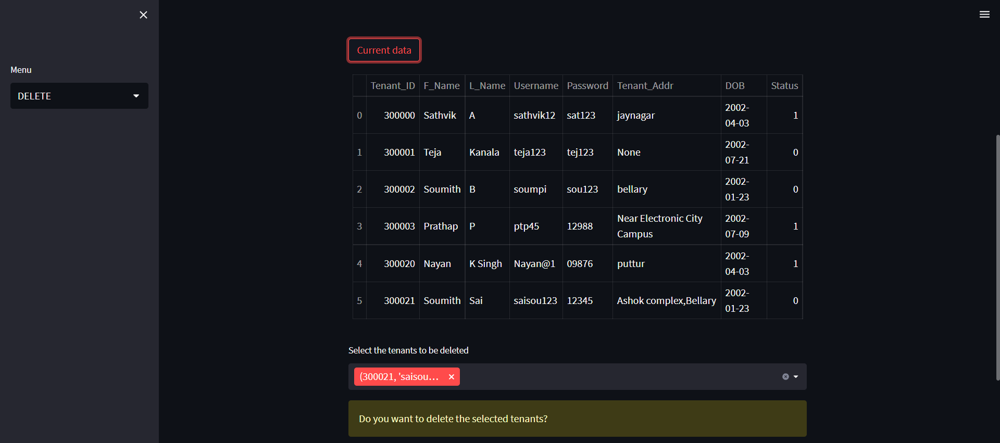 Menu
DELETE
Current data
Tenant_ID F_Name L_Name Username Password Tenant_Addr DOB Status
0 300000 Sathvik A sathvik12 sat123 jaynagar 2002-04-03 1
1 300001 Teja Kanala teja123 tej123 None 2002-07-21 0
2 300002 Soumith B soumpi sou123 bellary 2002-01-23 0
3 300003 Prathap P ptp45 12988 Near Electronic City Campus 2002-07-09 1
4 300020 Nayan K Singh Nayan@1 09876 puttur 2002-04-03 1
5 300021 Soumith Sai saisou123 12345 Ashok complex,Bellary 2002-01-23 0
Select the tenants to be deleted
(300021, 'saisou...
Do you want to delete the selected tenants?